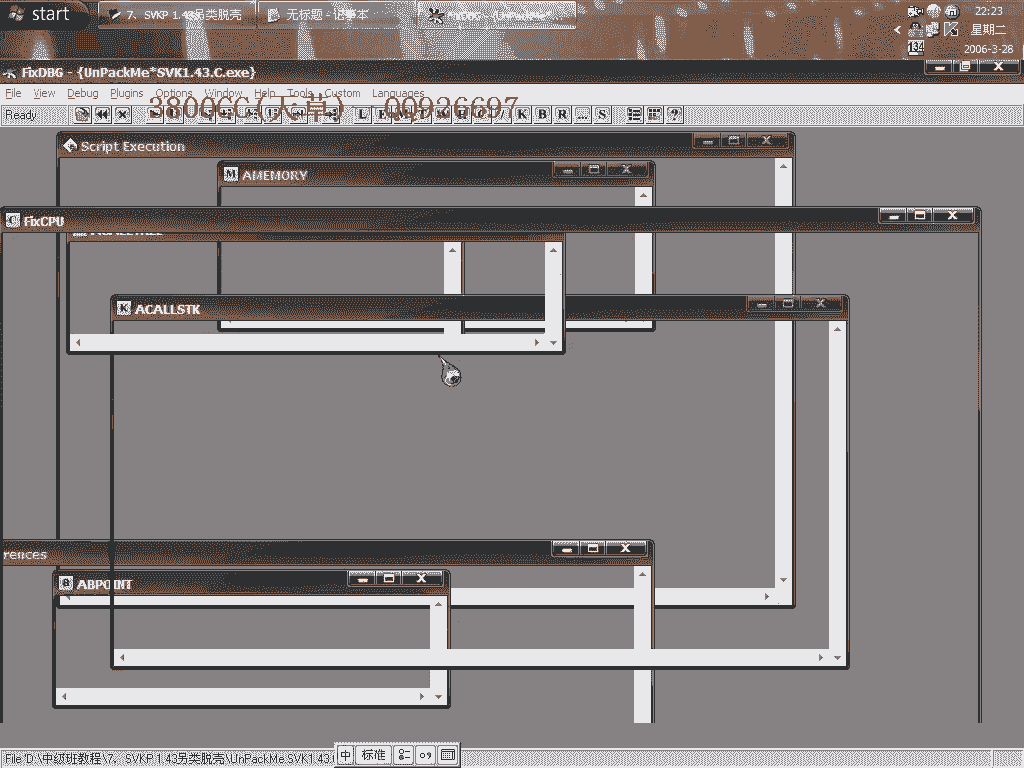 start
7、SVKP 1.43另类脱壳
无标题 - 记事本
FixDBG - {UnPackMe*
22:23
星期二
134
2006-3-28
FixDBG - {UnPackMe*SVK1.43.C.exe}
File View Debug Plugins Options Window Help Tools Custom Languages
3800CC(天草) QQ926697
Ready
K B R ... S
Script Execution
AMEMORY
FixCPU
ACALLSTK
rences
ABPOINT
File 'D:\中级班教程\7、SVKP 1.43另类脱壳\UnPackMe.SVK1.43.
中 标准